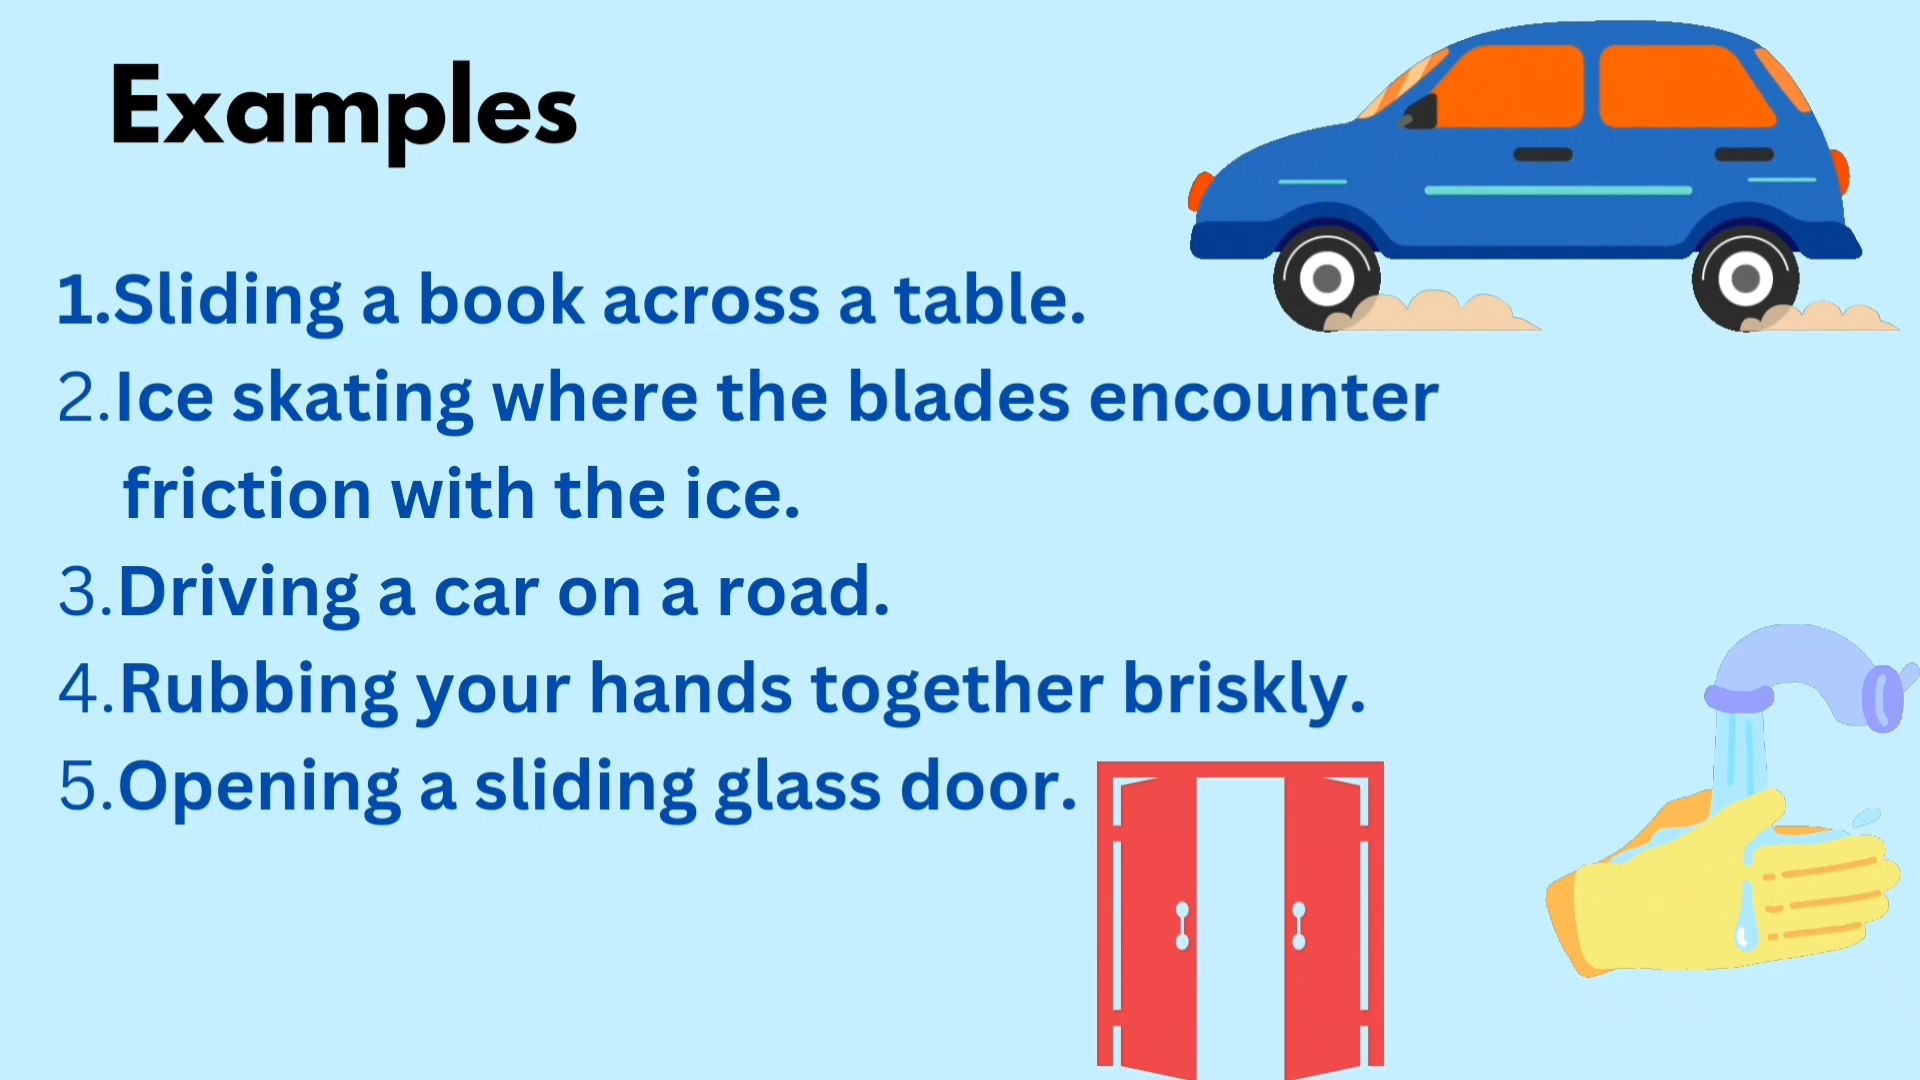 Examples
1.Sliding a book across a table.
2.Ice skating where the blades encounter
friction with the ice.
3.Driving a car on a road.
4.Rubbing your hands together briskly.
5.Opening a sliding glass door.